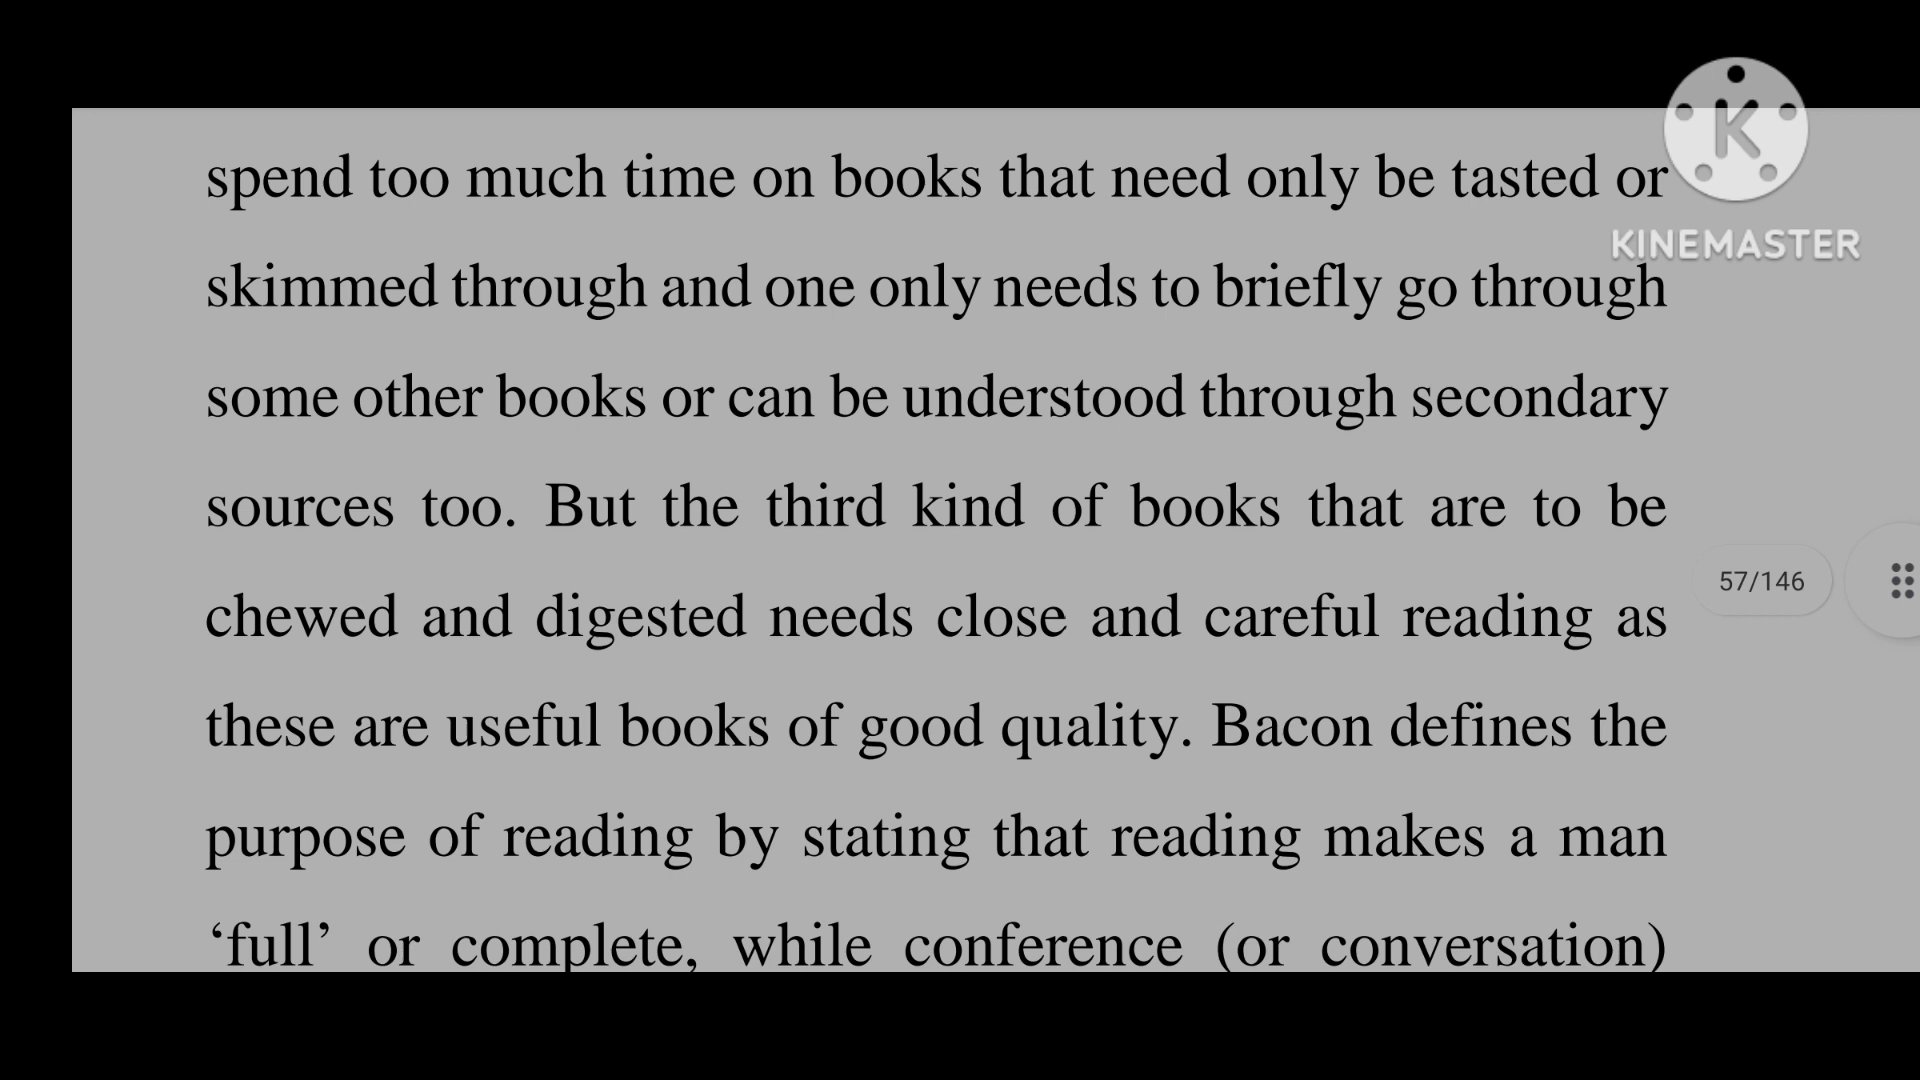 spend too much time on books that need only be tasted or
skimmed through and one only needs to briefly go through
some other books or can be understood through secondary
sources too. But the third kind of books that are to be
chewed and digested needs close and careful reading as
these are useful books of good quality. Bacon defines the
purpose of reading by stating that reading makes a man
‘full’ or complete, while conference (or conversation)
K
KINEMASTER
57/146